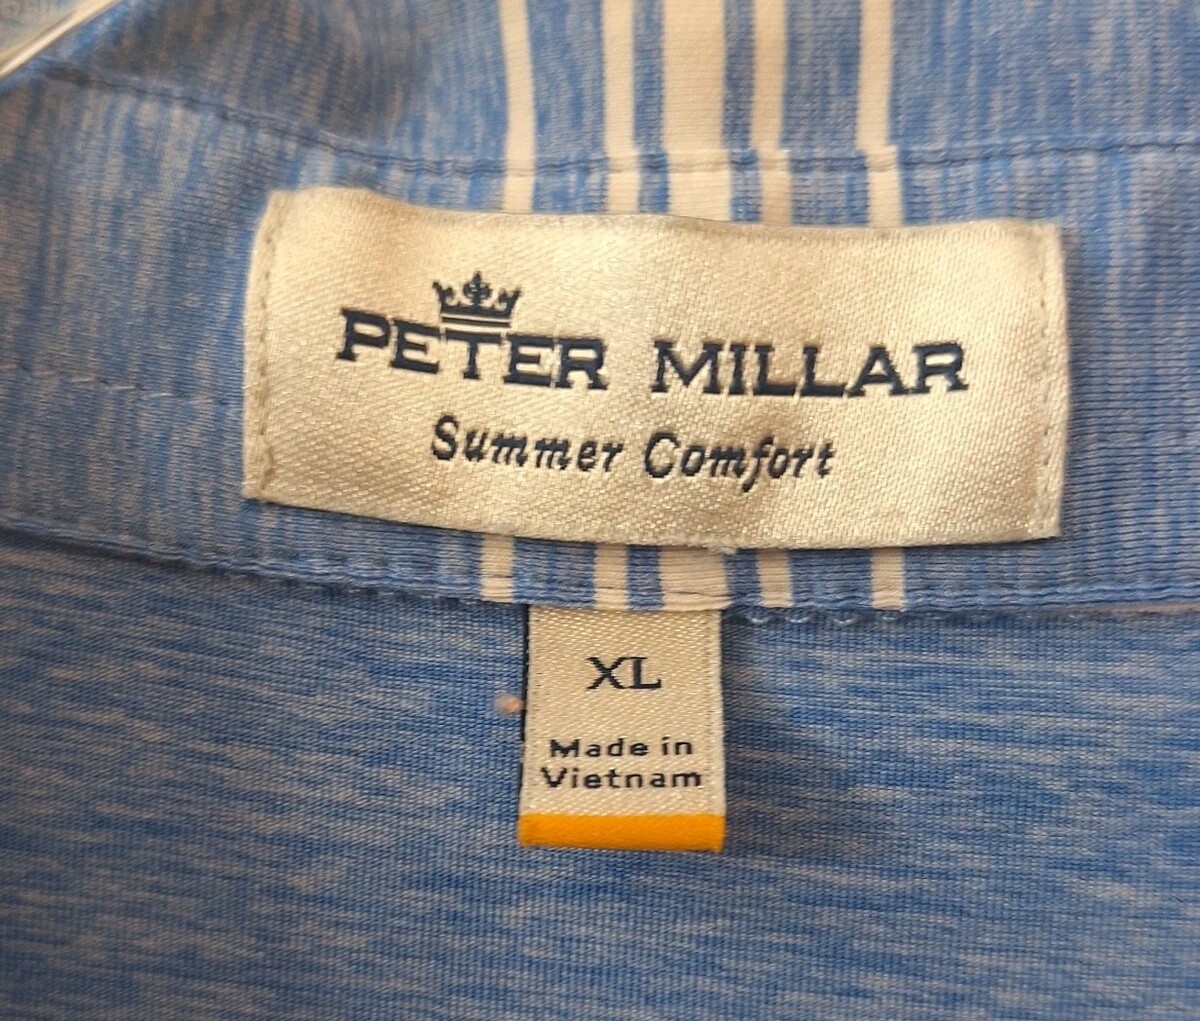 PETER MILLAR
Summer Comfort
XL
Made in
Vietnam